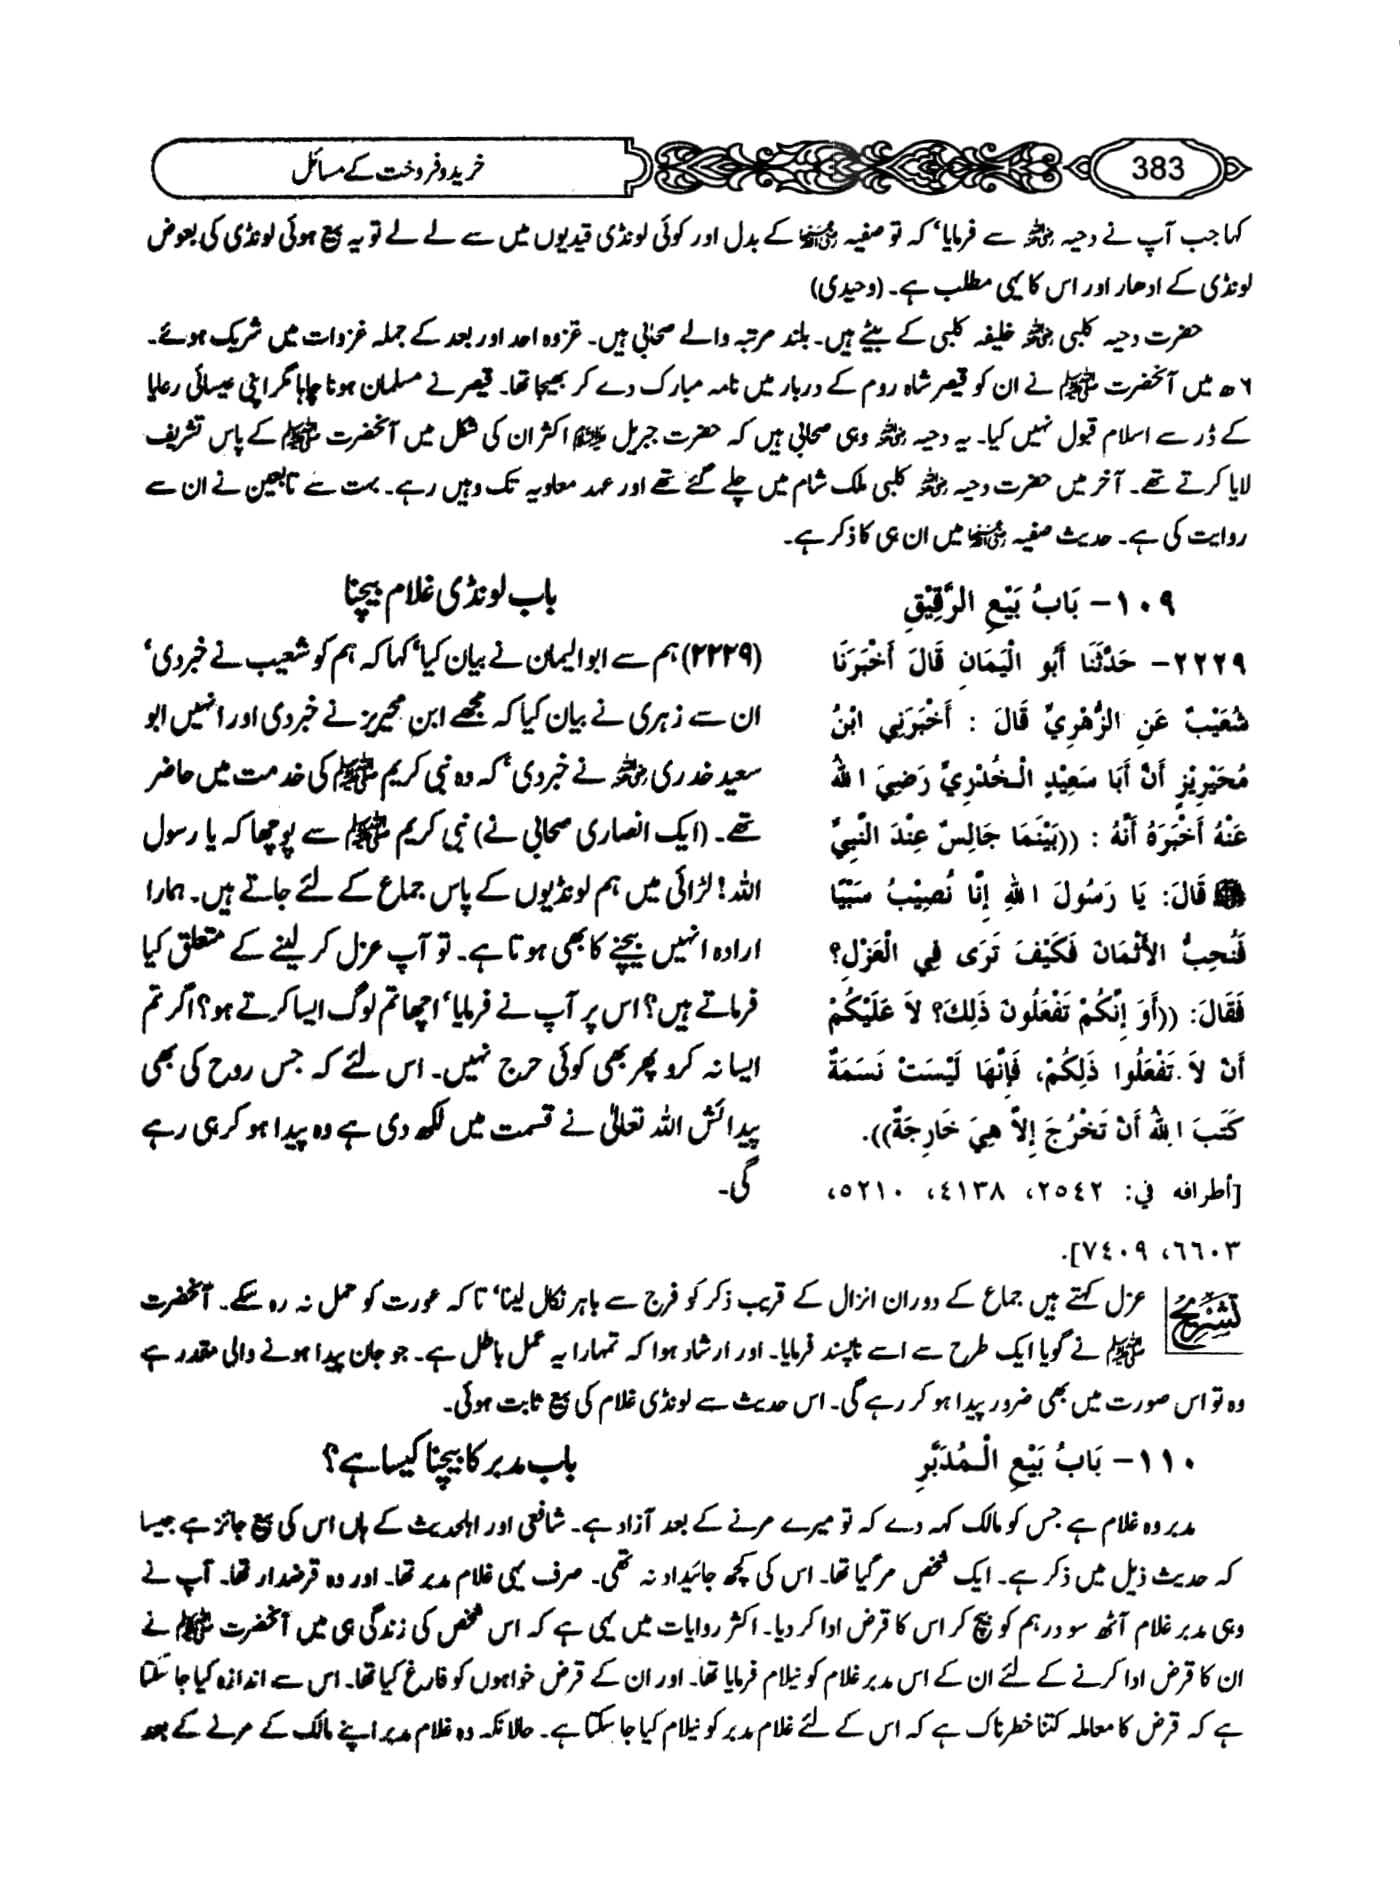 383
خرید و فروخت کے مسائل
کہا جب آپ نے دحیہ رضی اللہ عنہ سے فرمایا‘ کہ تو صفیہ رضی اللہ عنہا کے بدل اور کوئی لونڈی قیدیوں میں سے لے لے تو یہ بیع ہوئی لونڈی کی بعوض
لونڈی کے ادھار اور اس کا یہی مطلب ہے۔ (وحیدی)
حضرت دحیہ کلبی رضی اللہ عنہ خلیفہ کلبی کے بیٹے ہیں۔ بلند مرتبہ والے صحابی ہیں۔ غزوہ احد اور بعد کے جملہ غزوات میں شریک ہوئے۔
۶ھ میں آنحضرت ﷺ نے ان کو قیصر شاہ روم کے دربار میں نامہ مبارک دے کر بھیجا تھا۔ قیصر نے مسلمان ہونا چاہا مگر اپنی عیسائی رعایا
کے ڈر سے اسلام قبول نہیں کیا۔ یہ دحیہ رضی اللہ عنہ وہی صحابی ہیں کہ حضرت جبریل علیہ السلام اکثر ان کی شکل میں آنحضرت ﷺ کے پاس تشریف
لایا کرتے تھے۔ آخر میں حضرت دحیہ رضی اللہ عنہ کلبی ملک شام میں چلے گئے تھے اور عہد معاویہ تک وہیں رہے۔ بہت سے تابعین نے ان سے
روایت کی ہے۔ حدیث صفیہ رضی اللہ عنہا میں ان ہی کا ذکر ہے۔
١٠٩- بَابُ بَيْعِ الرَّقِيْقِ
٢٢٢٩- حَدَّثَنَا أَبُو الْيَمَانِ قَالَ أَخْبَرَنَا
شُعَيْبٌ عَنِ الزُّهْرِيِّ قَالَ : أَخْبَرَنِي ابْنُ
مُحَيْرِيْزٍ أَنَّ أَبَا سَعِيْدٍ الْخُدْرِيِّ رَضِيَ اللهُ
عَنْهُ أَخْبَرَهُ أَنَّهُ : ((بَيْنَمَا جَالِسٌ عِنْدَ النَّبِيِّ
ﷺ قَالَ: يَا رَسُولَ اللهِ إِنَّا نُصِيْبُ سَبْيًا
فَنُحِبُّ الأَثْمَانَ فَكَيْفَ تَرَى فِي الْعَزْلِ؟
فَقَالَ: ((أَوَ إِنَّكُمْ تَفْعَلُونَ ذَلِكَ؟ لاَ عَلَيْكُمْ
أَنْ لاَ تَفْعَلُوا ذَلِكُمْ، فَإِنَّهَا لَيْسَتْ نَسَمَةٌ
كَتَبَ اللهُ أَنْ تَخْرُجَ إِلاَّ هِيَ خَارِجَةٌ)).
[أطرافه في: ٢٥٤٢، ٤١٣٨، ٥٢١٠،
٦٦٠٣، ٧٤٠٩].
باب لونڈی غلام بیچنا
(۲۲۲۹) ہم سے ابوالیمان نے بیان کیا‘ کہا کہ ہم کو شعیب نے خبر دی‘
ان سے زہری نے بیان کیا کہ مجھے ابن محیریز نے خبر دی اور انہیں ابو
سعید خدری رضی اللہ عنہ نے خبر دی‘ کہ وہ نبی کریم ﷺ کی خدمت میں حاضر
تھے۔ (ایک انصاری صحابی نے) نبی کریم ﷺ سے پوچھا کہ یا رسول
اللہ! لڑائی میں ہم لونڈیوں کے پاس جماع کے لئے جاتے ہیں۔ ہمارا
ارادہ انہیں بیچنے کا بھی ہوتا ہے۔ تو آپ عزل کر لینے کے متعلق کیا
فرماتے ہیں؟ اس پر آپ نے فرمایا‘ اچھا تم لوگ ایسا کرتے ہو؟ اگر تم
ایسا نہ کرو پھر بھی کوئی حرج نہیں۔ اس لئے کہ جس روح کی بھی
پیدائش اللہ تعالیٰ نے قسمت میں لکھ دی ہے وہ پیدا ہو کر ہی رہے
گی۔
تشریح
عزل کہتے ہیں جماع کے دوران انزال کے قریب ذکر کو فرج سے باہر نکال لینا‘ تاکہ عورت کو حمل نہ رہ سکے۔ آنحضرت
ﷺ نے گویا ایک طرح سے اسے ناپسند فرمایا۔ اور ارشاد ہوا کہ تمہارا یہ عمل باطل ہے۔ جو جان پیدا ہونے والی مقدر ہے
وہ تو اس صورت میں بھی ضرور پیدا ہو کر رہے گی۔ اس حدیث سے لونڈی غلام کی بیع ثابت ہوئی۔
١١٠- بَابُ بَيْعِ الْمُدَبَّرِ
باب مدبر کا بیچنا کیسا ہے؟
مدبر وہ غلام ہے جس کو مالک کہہ دے کہ تو میرے مرنے کے بعد آزاد ہے۔ شافعی اور اہلحدیث کے ہاں اس کی بیع جائز ہے جیسا
کہ حدیث ذیل میں ذکر ہے۔ ایک شخص مر گیا تھا۔ اس کی کچھ جائیداد نہ تھی۔ صرف یہی غلام مدبر تھا۔ اور وہ قرضدار تھا۔ آپ نے
وہی مدبر غلام آٹھ سو درہم کو بیچ کر اس کا قرض ادا کر دیا۔ اکثر روایات میں یہی ہے کہ اس شخص کی زندگی ہی میں آنحضرت ﷺ نے
ان کا قرض ادا کرنے کے لئے ان کے اس مدبر غلام کو نیلام فرمایا تھا۔ اور ان کے قرض خواہوں کو فارغ کیا تھا۔ اس سے اندازہ کیا جا سکتا
ہے کہ قرض کا معاملہ کتنا خطرناک ہے کہ اس کے لئے غلام مدبر کو نیلام کیا جا سکتا ہے۔ حالانکہ وہ غلام مدبر اپنے مالک کے مرنے کے بعد